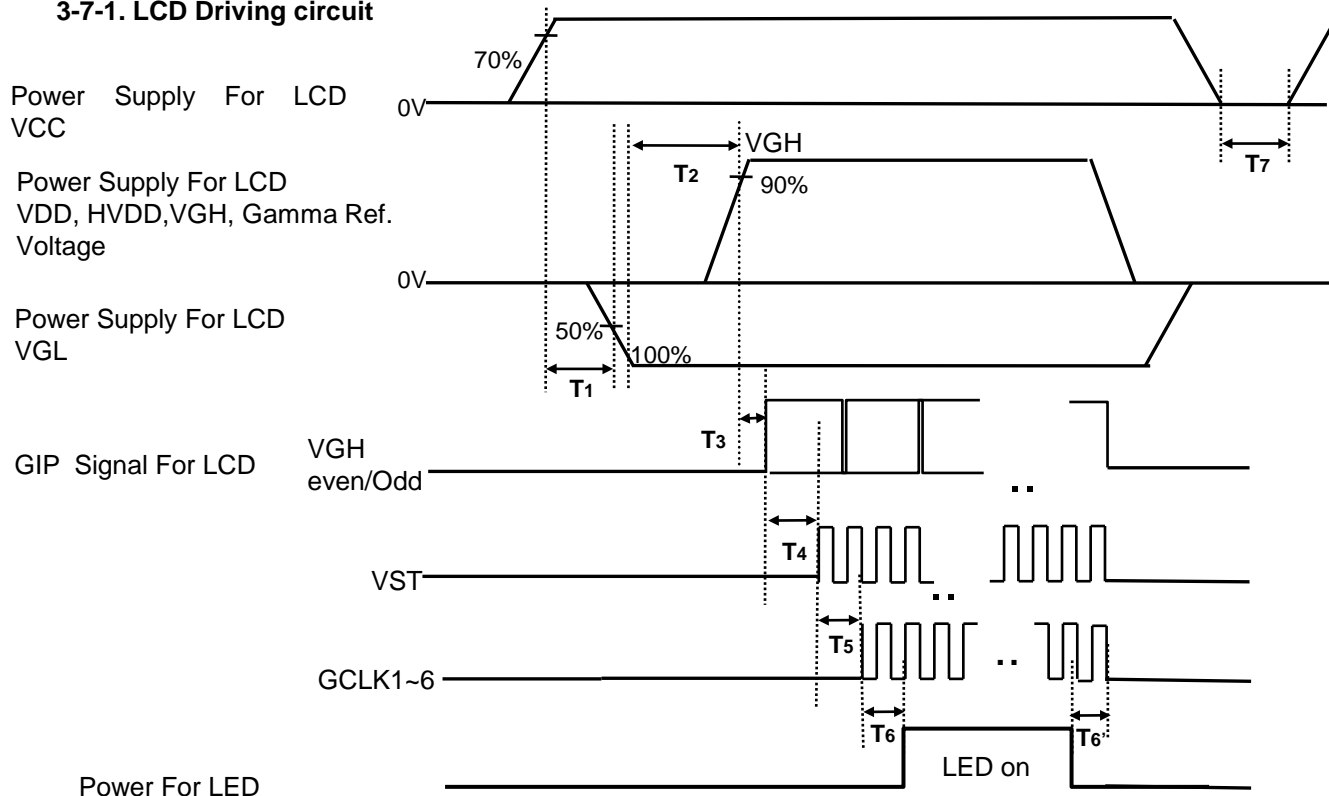 3-7-1. LCD Driving circuit
70%
Power Supply For LCD
VCC
0V
T7
VGH
T2
90%
Power Supply For LCD
VDD, HVDD,VGH, Gamma Ref.
Voltage
0V
Power Supply For LCD
VGL
50%
100%
T1
T3
GIP Signal For LCD
VGH
even/Odd
..
T4
VST
..
T5
..
GCLK1~6
T6
T6'
LED on
Power For LED